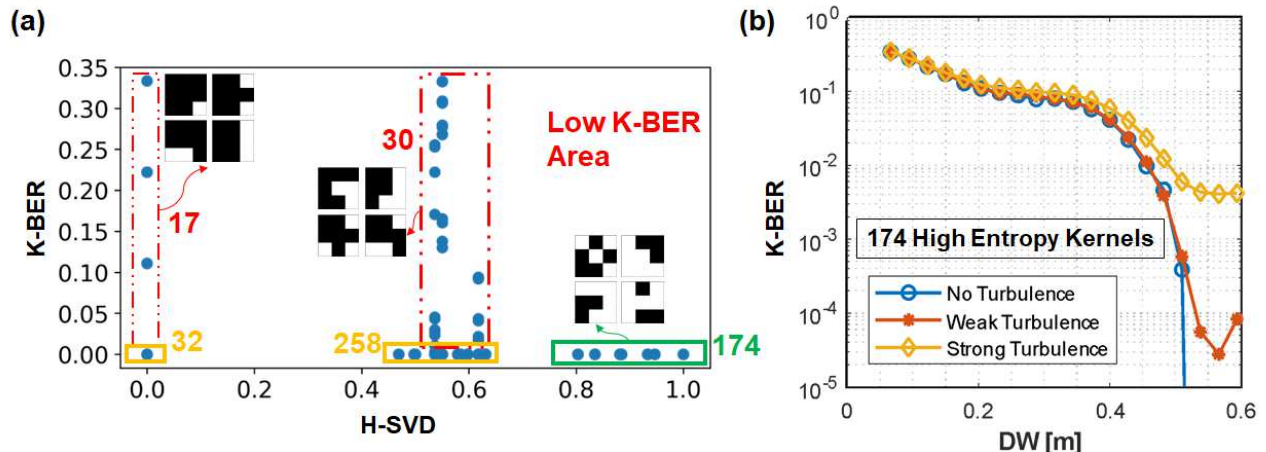 (a)
K-BER
0.35
0.30
0.25
0.20
0.15
0.10
0.05
0.00
0.0
0.2
0.4
0.6
0.8
1.0
H-SVD
17
32
30
258
Low K-BER
Area
174
(b)
K-BER
10^0
10^-1
10^-2
10^-3
10^-4
10^-5
174 High Entropy Kernels
No Turbulence
Weak Turbulence
Strong Turbulence
0
0.2
0.4
0.6
DW [m]